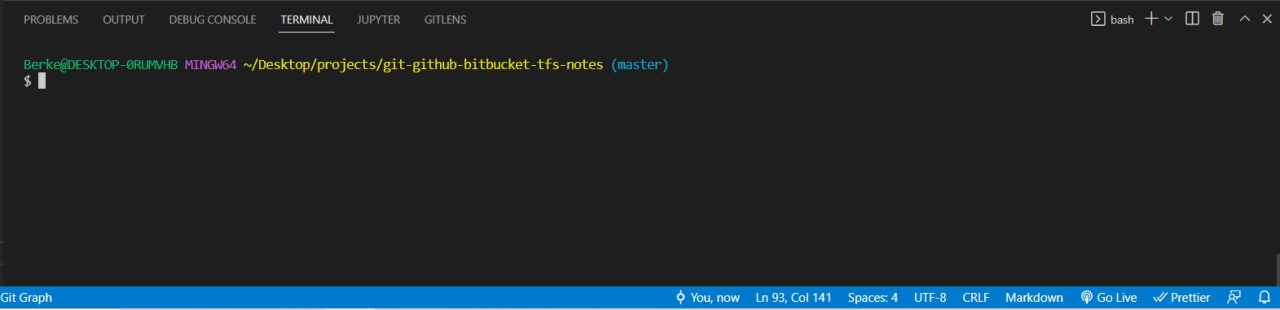 PROBLEMS OUTPUT DEBUG CONSOLE TERMINAL JUPYTER GITLENS bash
Berke@DESKTOP-0RUMVHB MINGW64 ~/Desktop/projects/git-github-bitbucket-tfs-notes (master)
$
Git Graph You, now Ln 93, Col 141 Spaces: 4 UTF-8 CRLF Markdown Go Live Prettier